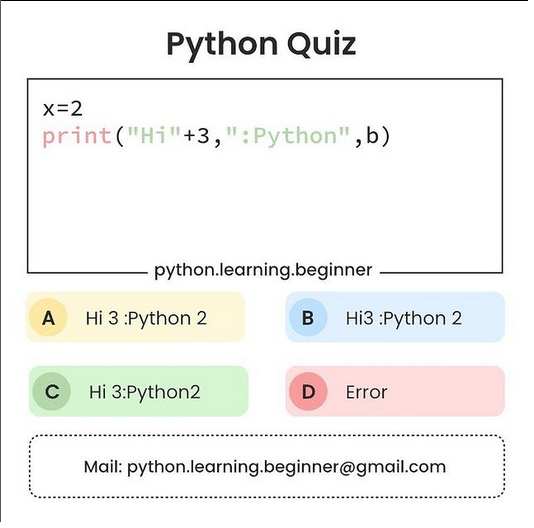 Python Quiz
x=2
print("Hi"+3,":Python",b)
python.learning.beginner
A Hi 3 :Python 2
B Hi3 :Python 2
C Hi 3:Python2
D Error
Mail: python.learning.beginner@gmail.com